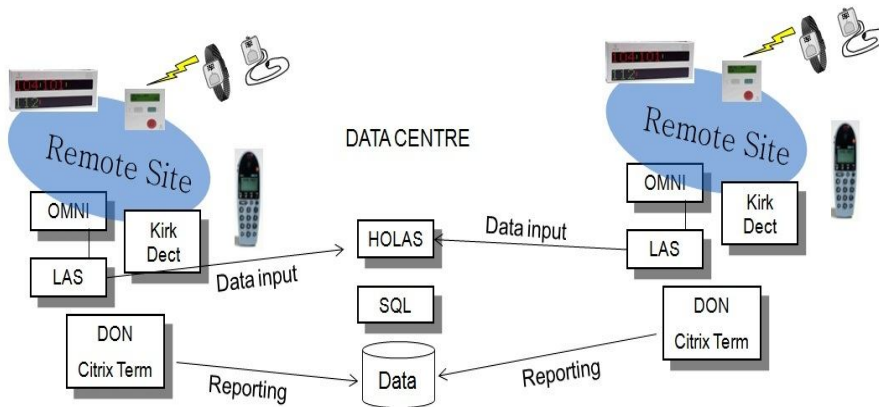 Remote Site
OMNI
Kirk
Dect
LAS
Data input
DON
Citrix Term
Reporting
DATA CENTRE
HOLAS
SQL
Data
Remote Site
OMNI
Kirk
Dect
LAS
Data input
DON
Citrix Term
Reporting